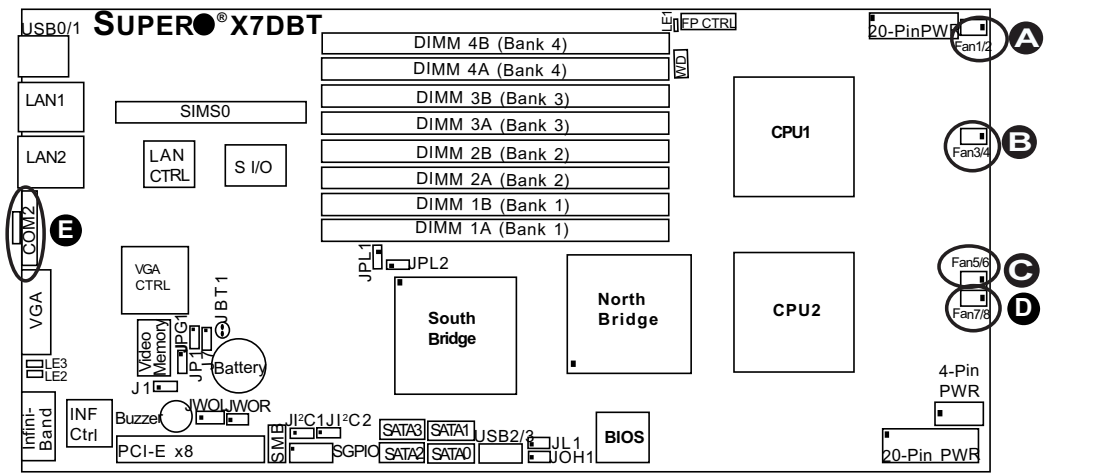 SUPER® X7DBT
USB0/1
LAN1
LAN2
COM2
E
VGA
LE3
LE2
Infini-
Band
SIMS0
LAN
CTRL
S I/O
VGA
CTRL
Video
Memory
JPG1
JP1
J7
JBT1
Battery
J1
INF
Ctrl
Buzzer
JWOL
JWOR
PCI-E x8
SMB
JI²C1
JI²C2
SGPIO
DIMM 4B (Bank 4)
DIMM 4A (Bank 4)
DIMM 3B (Bank 3)
DIMM 3A (Bank 3)
DIMM 2B (Bank 2)
DIMM 2A (Bank 2)
DIMM 1B (Bank 1)
DIMM 1A (Bank 1)
JPL1
JPL2
South
Bridge
SATA3
SATA1
SATA2
SATA0
USB2/3
JL1
JOH1
BIOS
North
Bridge
LE1
FP CTRL
WD
CPU1
CPU2
20-PinPWR
Fan1/2
A
Fan3/4
B
Fan5/6
C
Fan7/8
D
4-Pin
PWR
20-Pin PWR